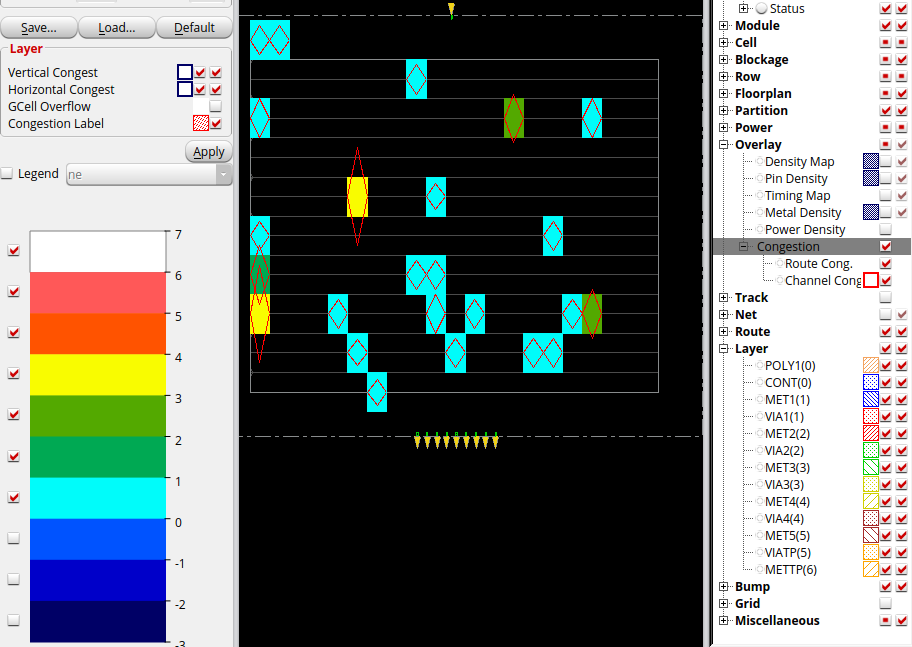 Save...
Load...
Default
Layer
Vertical Congest
Horizontal Congest
GCell Overflow
Congestion Label
Apply
Legend
ne
7
6
5
4
3
2
1
0
-1
-2
-3
Status
Module
Cell
Blockage
Row
Floorplan
Partition
Power
Overlay
Density Map
Pin Density
Timing Map
Metal Density
Power Density
Congestion
Route Cong.
Channel Cong
Track
Net
Route
Layer
POLY1(0)
CONT(0)
MET1(1)
VIA1(1)
MET2(2)
VIA2(2)
MET3(3)
VIA3(3)
MET4(4)
VIA4(4)
MET5(5)
VIATP(5)
METTP(6)
Bump
Grid
Miscellaneous